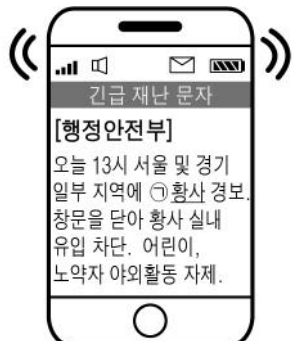 긴급 재난 문자
[행정안전부]
오늘 13시 서울 및 경기
일부 지역에 ㉠황사 경보.
창문을 닫아 황사 실내
유입 차단. 어린이,
노약자 야외활동 자제.